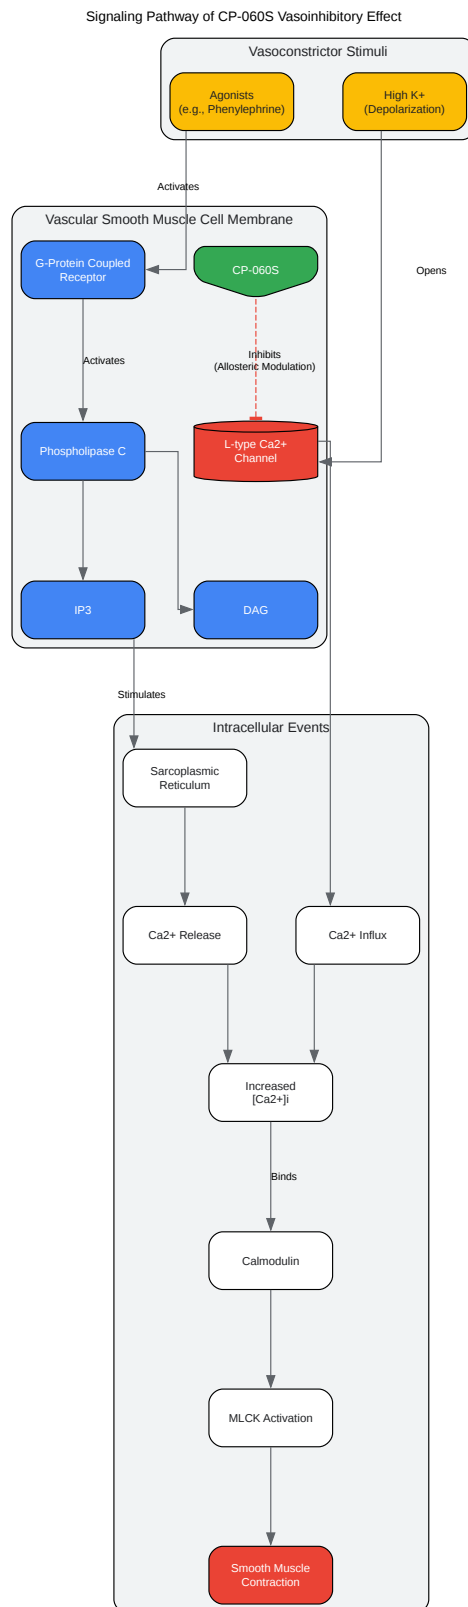 Signaling Pathway of CP-060S Vasoinhibitory Effect
Vasoconstrictor Stimuli
Agonists
(e.g., Phenylephrine)
High K+
(Depolarization)
Activates
Vascular Smooth Muscle Cell Membrane
G-Protein Coupled
Receptor
CP-060S
Opens
Activates
Inhibits
(Allosteric Modulation)
Phospholipase C
L-type Ca2+
Channel
IP3
DAG
Stimulates
Intracellular Events
Sarcoplasmic
Reticulum
Ca2+ Release
Ca2+ Influx
Increased
[Ca2+]i
Binds
Calmodulin
MLCK Activation
Smooth Muscle
Contraction